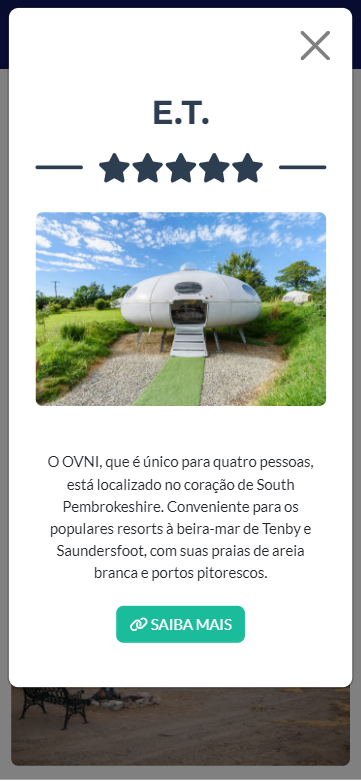 E.T.
O OVNI, que é único para quatro pessoas,
está localizado no coração de South
Pembrokeshire. Conveniente para os
populares resorts à beira-mar de Tenby e
Saundersfoot, com suas praias de areia
branca e portos pitorescos.
SAIBA MAIS